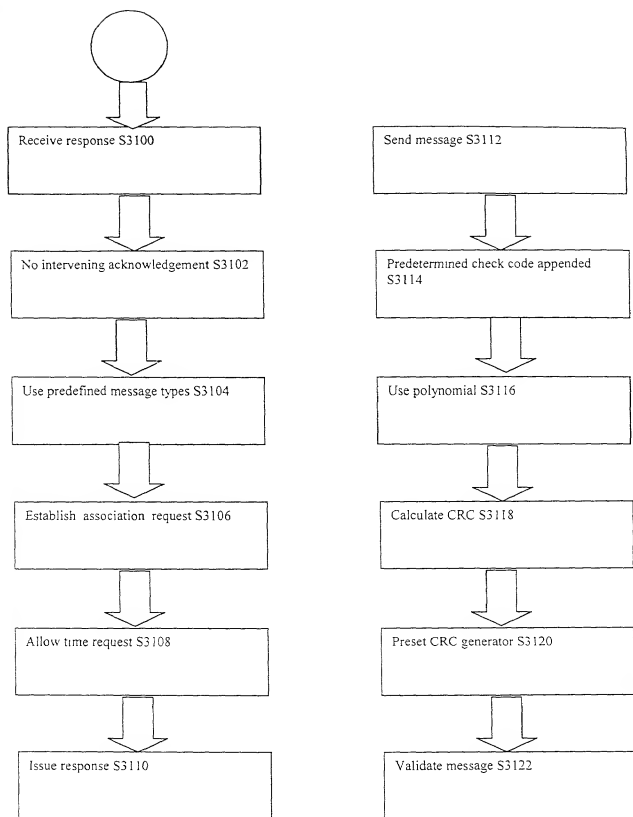 Receive response S3100
No intervening acknowledgement S3102
Use predefined message types S3104
Establish association request S3106
Allow time request S3108
Issue response S3110
Send message S3112
Predetermined check code appended
S3114
Use polynomial S3116
Calculate CRC S3118
Preset CRC generator S3120
Validate message S3122